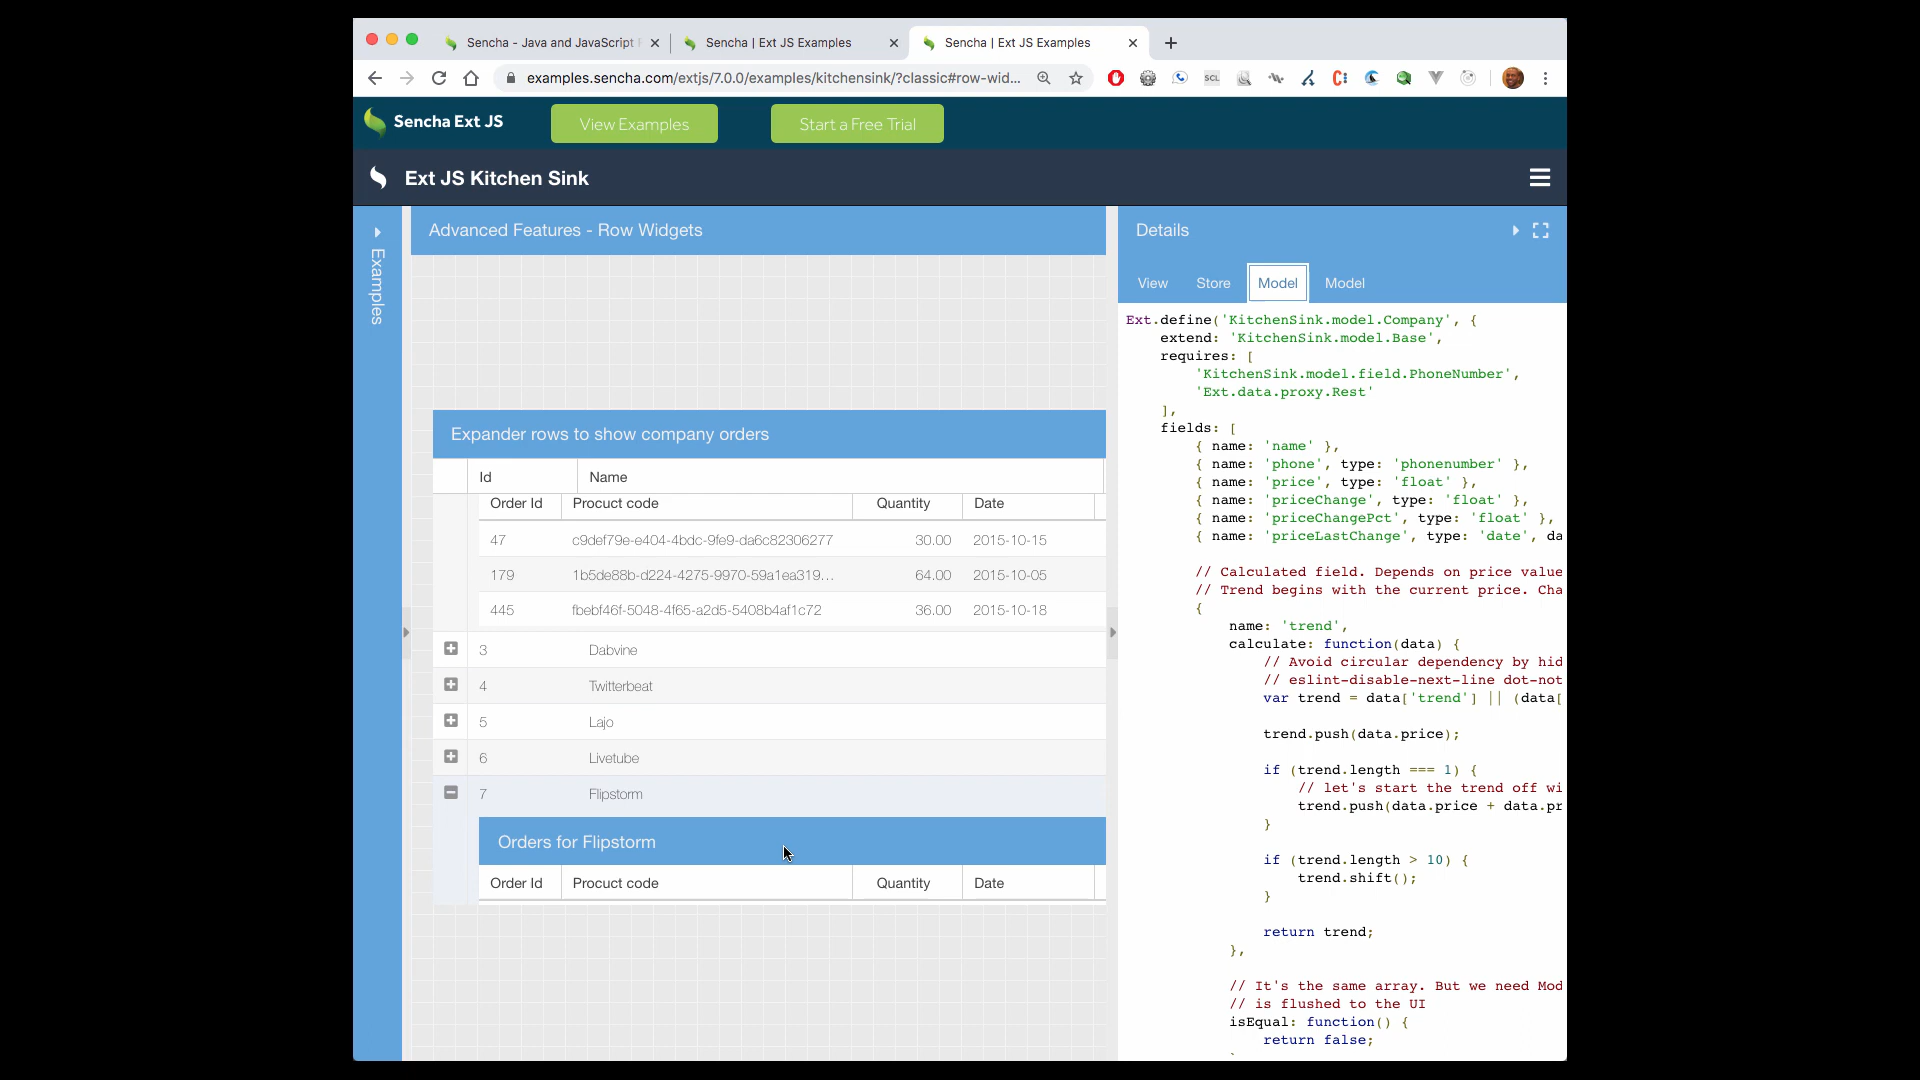 Sencha - Java and JavaScript
Sencha | Ext JS Examples
Sencha | Ext JS Examples
examples.sencha.com/extjs/7.0.0/examples/kitchensink/?classic#row-wid...
SCL
Sencha Ext JS
View Examples
Start a Free Trial
Ext JS Kitchen Sink
Examples
Advanced Features - Row Widgets
Expander rows to show company orders
Id Name
Order Id Procuct code Quantity Date
47 c9def79e-e404-4bdc-9fe9-da6c82306277 30.00 2015-10-15
179 1b5de88b-d224-4275-9970-59a1ea319... 64.00 2015-10-05
445 fbebf46f-5048-4f65-a2d5-5408b4af1c72 36.00 2015-10-18
3 Dabvine
4 Twitterbeat
5 Lajo
6 Livetube
7 Flipstorm
Orders for Flipstorm
Order Id Procuct code Quantity Date
Details
View Store Model Model
Ext.define('KitchenSink.model.Company', {
extend: 'KitchenSink.model.Base',
requires: [
'KitchenSink.model.field.PhoneNumber',
'Ext.data.proxy.Rest'
],
fields: [
{ name: 'name' },
{ name: 'phone', type: 'phonenumber' },
{ name: 'price', type: 'float' },
{ name: 'priceChange', type: 'float' },
{ name: 'priceChangePct', type: 'float' },
{ name: 'priceLastChange', type: 'date', da
// Calculated field. Depends on price value
// Trend begins with the current price. Cha
{
name: 'trend',
calculate: function(data) {
// Avoid circular dependency by hid
// eslint-disable-next-line dot-not
var trend = data['trend'] || (data[
trend.push(data.price);
if (trend.length === 1) {
// let's start the trend off wi
trend.push(data.price + data.pr
}
if (trend.length > 10) {
trend.shift();
}
return trend;
},
// It's the same array. But we need Mod
// is flushed to the UI
isEqual: function() {
return false;